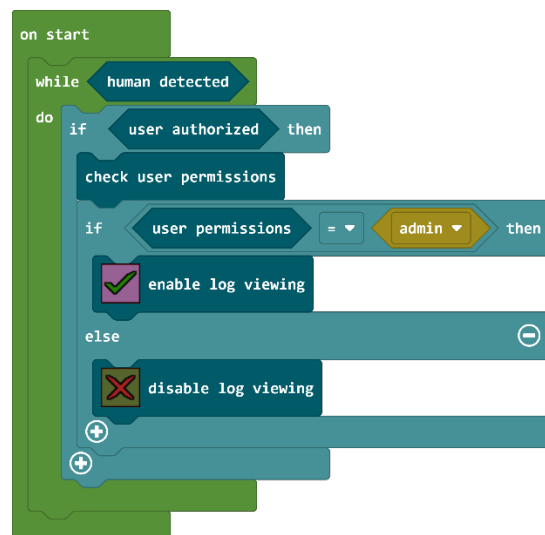 on start
while human detected
do if user authorized then
check user permissions
if user permissions = admin then
enable log viewing
else
disable log viewing